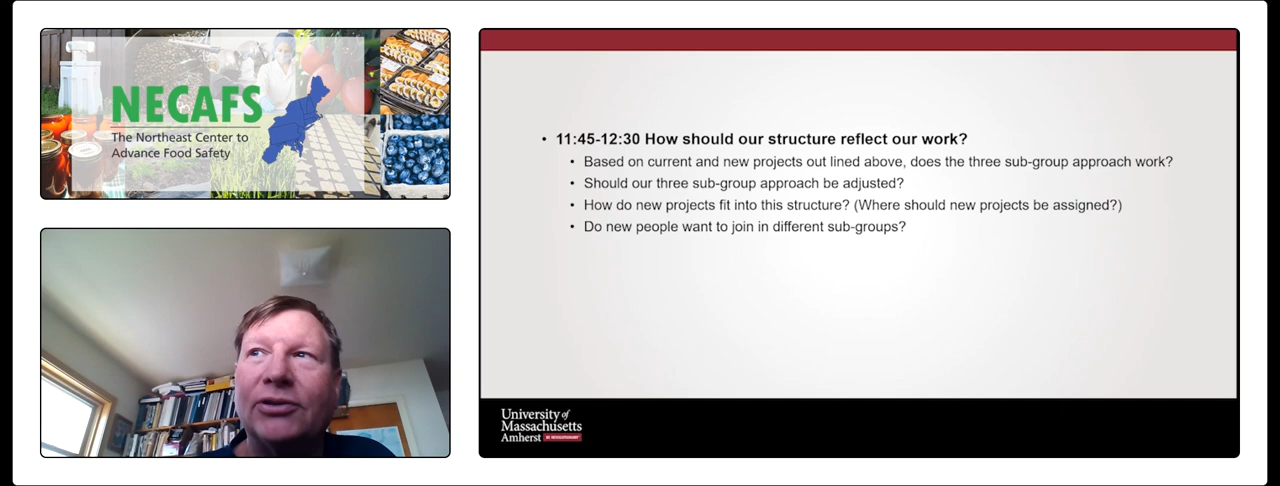 NECAFS
The Northeast Center to
Advance Food Safety
• 11:45-12:30 How should our structure reflect our work?
• Based on current and new projects out lined above, does the three sub-group approach work?
• Should our three sub-group approach be adjusted?
• How do new projects fit into this structure? (Where should new projects be assigned?)
• Do new people want to join in different sub-groups?
University of
Massachusetts
Amherst BE REVOLUTIONARY